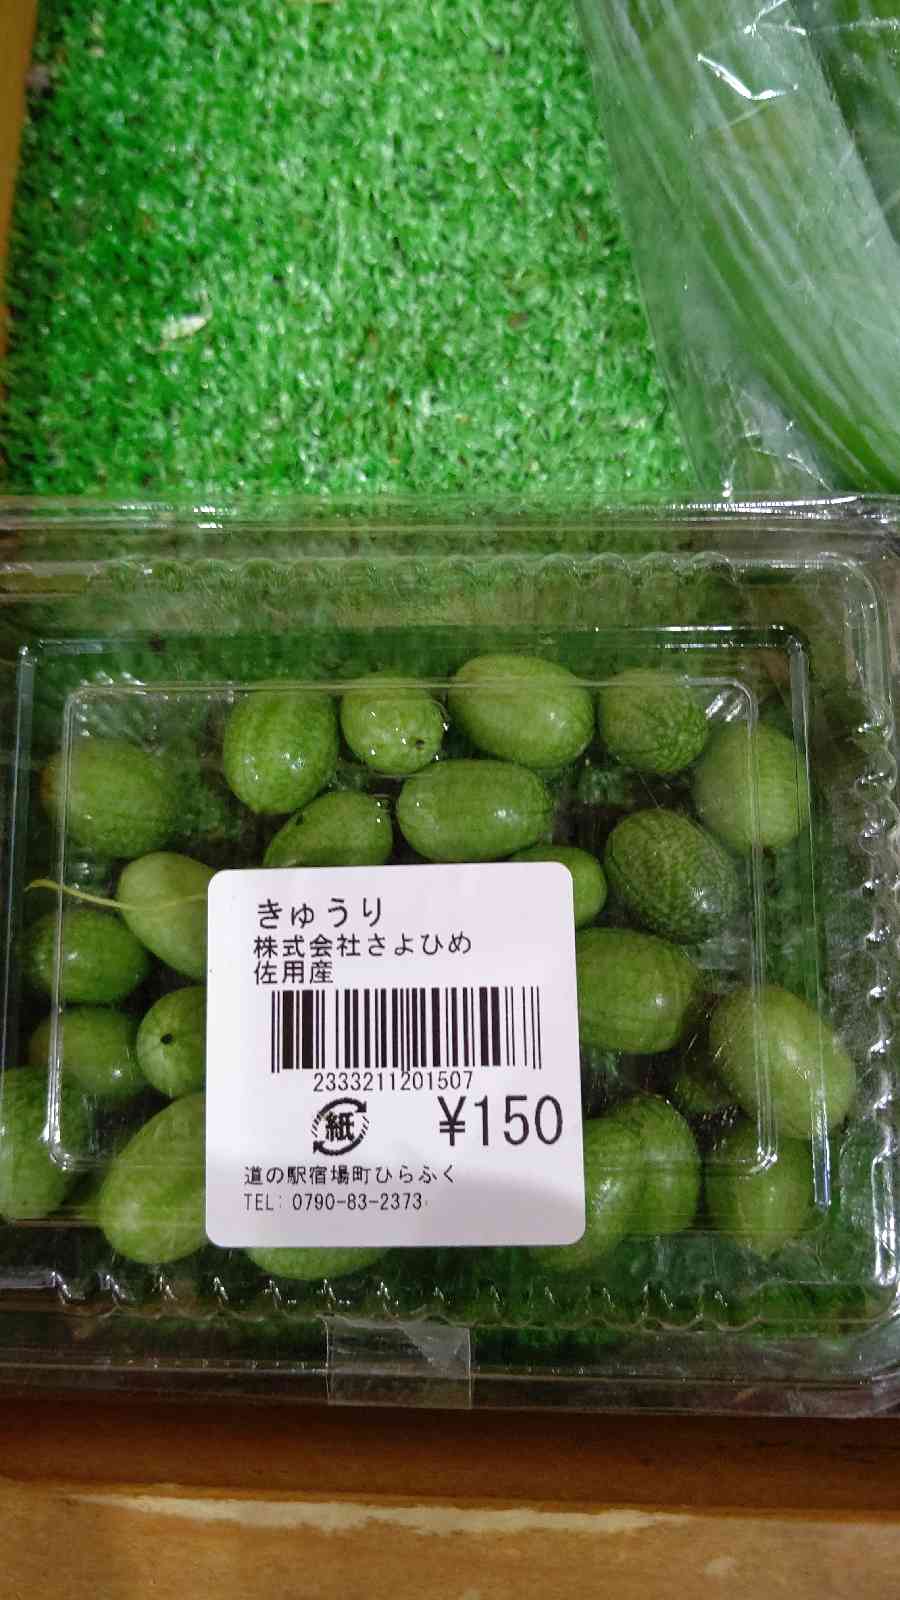 きゅうり
株式会社さよひめ
佐用産
2333211201507
紙
¥150
道の駅宿場町ひらふく
TEL: 0790-83-2373